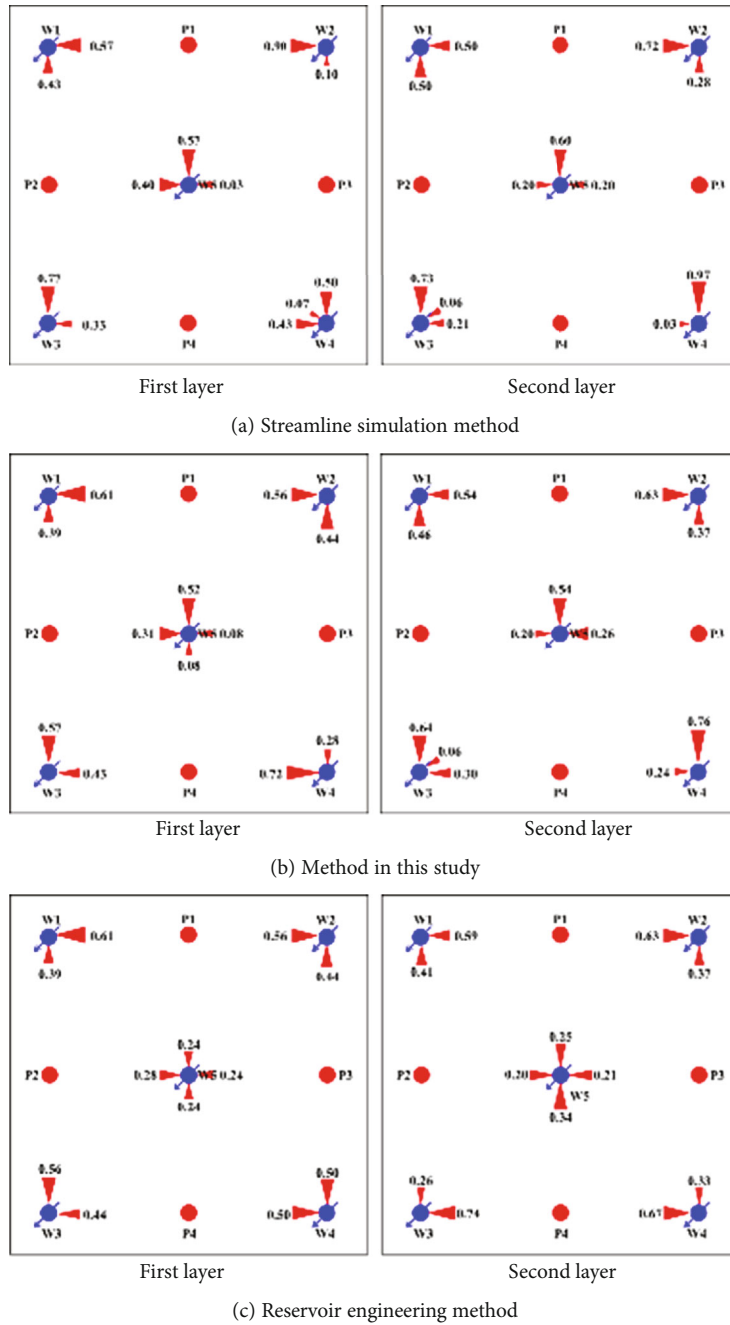 W1 P1 W2 W1 P1 W2
0.57 0.90 0.50 0.72
0.43 0.10 0.50 0.28
0.57 0.60
P2 0.40 W5 0.03 P3 P2 0.20 W5 0.20 P3
0.77 0.50 0.73 0.97
0.07 0.06
0.33 0.43 0.21 0.03
W3 P4 W4 W3 P4 W4
First layer Second layer
(a) Streamline simulation method
W1 P1 W2 W1 P1 W2
0.61 0.56 0.54 0.63
0.39 0.44 0.46 0.37
0.52 0.54
P2 0.31 W5 0.08 P3 P2 0.20 W5 0.26 P3
0.08
0.57 0.28 0.64 0.76
0.06
0.43 0.72 0.30 0.24
W3 P4 W4 W3 P4 W4
First layer Second layer
(b) Method in this study
W1 P1 W2 W1 P1 W2
0.61 0.56 0.59 0.63
0.39 0.44 0.41 0.37
0.24 0.25
P2 0.28 W5 0.24 P3 P2 0.20 0.21 P3
W5
0.24 0.34
0.56 0.50 0.26 0.33
0.44 0.50 0.74 0.67
W3 P4 W4 W3 P4 W4
First layer Second layer
(c) Reservoir engineering method